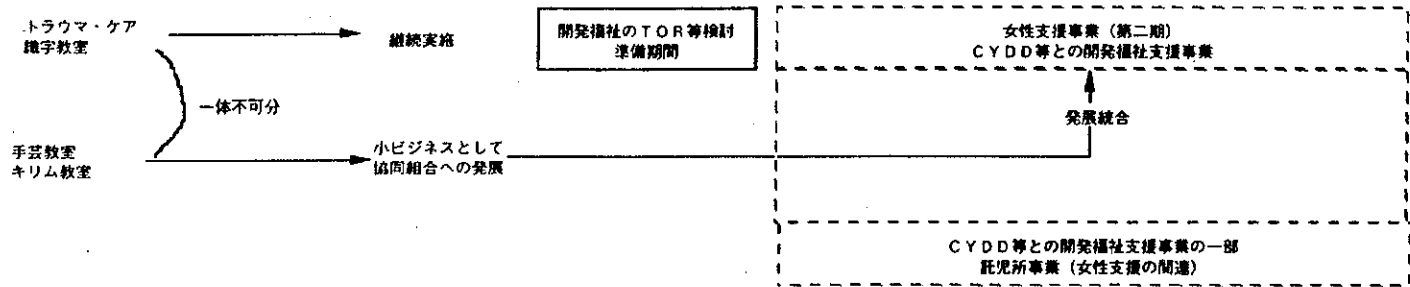 トラウマ・ケア
識字教室
継続実施
開発福祉のTOR等検討
準備期間
女性支援事業(第二期)
CYDD等との開発福祉支援事業
一体不可分
発展統合
手芸教室
キリム教室
小ビジネスとして
協同組合への発展
CYDD等との開発福祉支援事業の一部
託児所事業(女性支援の関連)